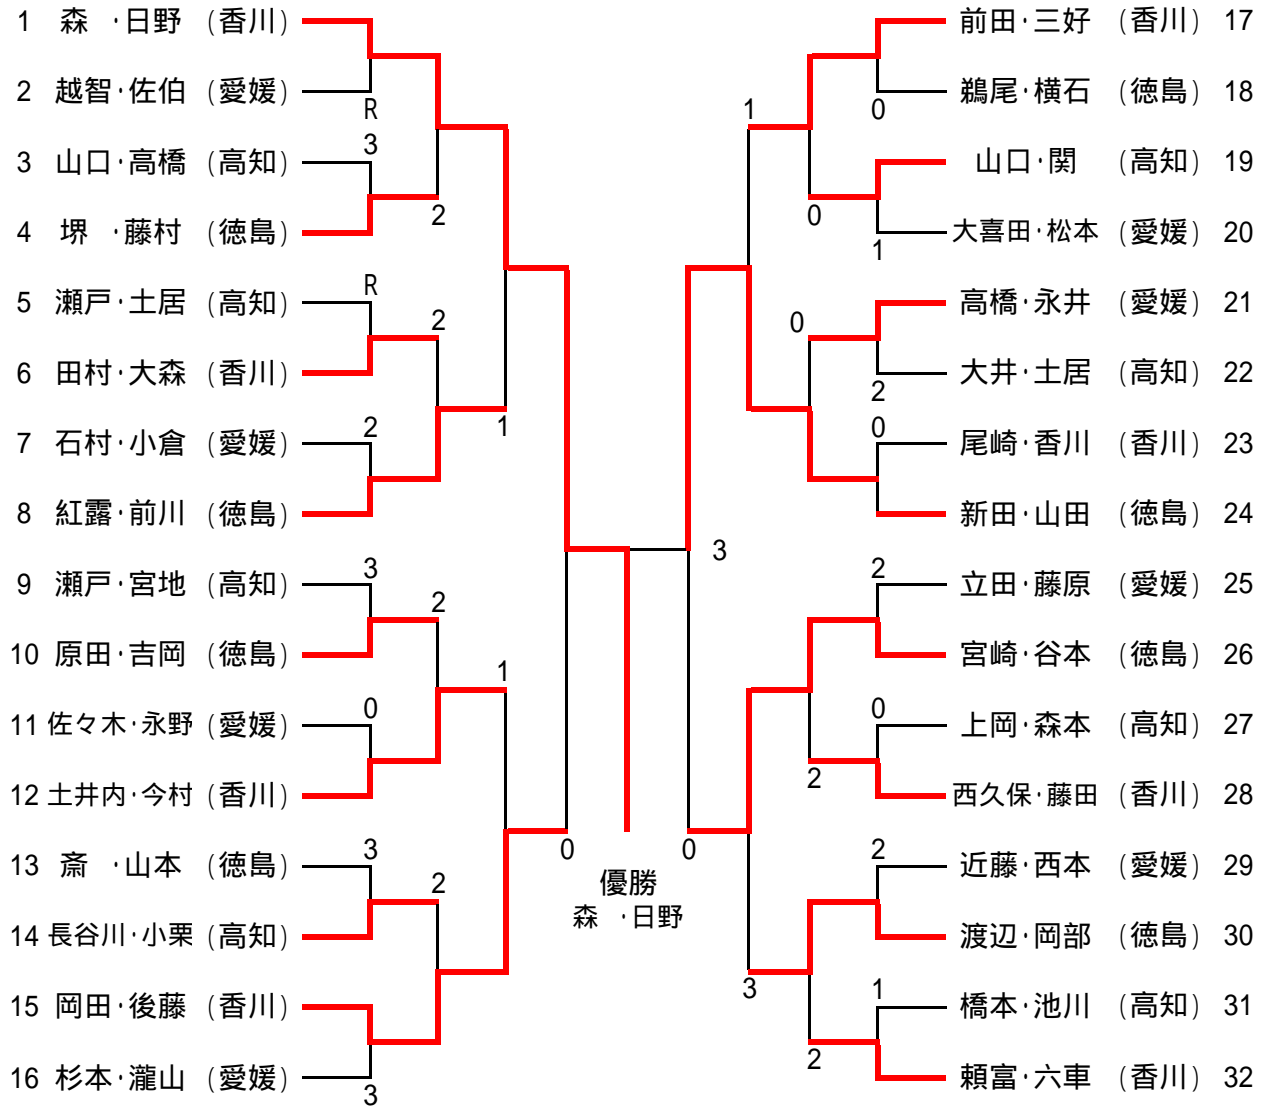 1 森 ・日野 (香川)
2 越智・佐伯 (愛媛)
R
3
3 山口・高橋 (高知)
4 堺 ・藤村 (徳島)
2
5 瀬戸・土居 (高知)
R
2
6 田村・大森 (香川)
7 石村・小倉 (愛媛)
2
1
8 紅露・前川 (徳島)
9 瀬戸・宮地 (高知)
3
2
10 原田・吉岡 (徳島)
1
11 佐々木・永野 (愛媛)
0
12 土井内・今村 (香川)
13 斎 ・山本 (徳島)
3
2
0
14 長谷川・小栗 (高知)
15 岡田・後藤 (香川)
16 杉本・瀧山 (愛媛)
3
優勝
森 ・日野
3
前田・三好 (香川) 17
鵜尾・横石 (徳島) 18
1
0
山口・関 (高知) 19
0
大喜田・松本 (愛媛) 20
1
高橋・永井 (愛媛) 21
0
大井・土居 (高知) 22
2
0
尾崎・香川 (香川) 23
新田・山田 (徳島) 24
2
立田・藤原 (愛媛) 25
宮崎・谷本 (徳島) 26
0
上岡・森本 (高知) 27
2
西久保・藤田 (香川) 28
0
2
近藤・西本 (愛媛) 29
渡辺・岡部 (徳島) 30
3
1
橋本・池川 (高知) 31
2
頼富・六車 (香川) 32